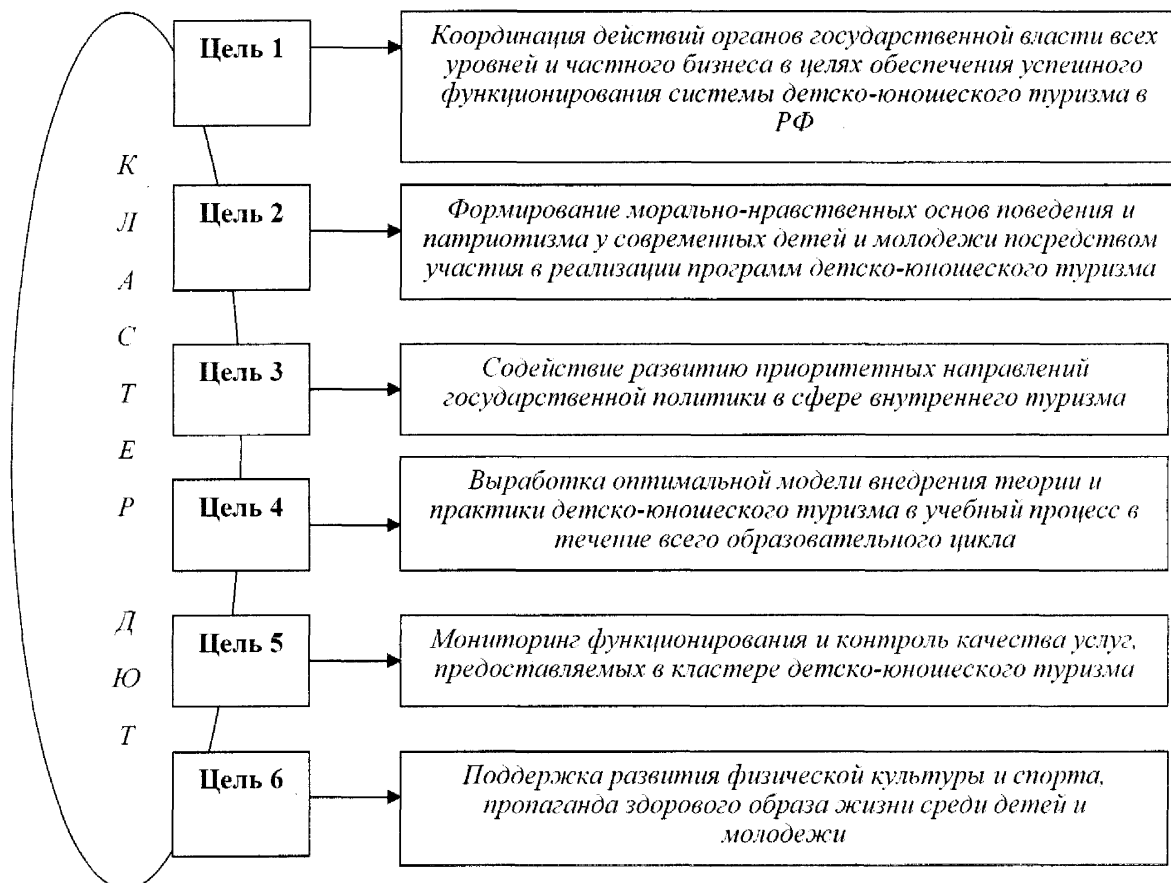 Цель 1
Координация действий органов государственной власти всех
уровней и частного бизнеса в целях обеспечения успешного
функционирования системы детско-юношеского туризма в
РФ
К
Л
А
С
Т
Е
Р
Д
Ю
Т
Цель 2
Формирование морально-нравственных основ поведения и
патриотизма у современных детей и молодежи посредством
участия в реализации программ детско-юношеского туризма
Цель 3
Содействие развитию приоритетных направлений
государственной политики в сфере внутреннего туризма
Цель 4
Выработка оптимальной модели внедрения теории и
практики детско-юношеского туризма в учебный процесс в
течение всего образовательного цикла
Цель 5
Мониторинг функционирования и контроль качества услуг,
предоставляемых в кластере детско-юношеского туризма
Цель 6
Поддержка развития физической культуры и спорта,
пропаганда здорового образа жизни среди детей и
молодежи